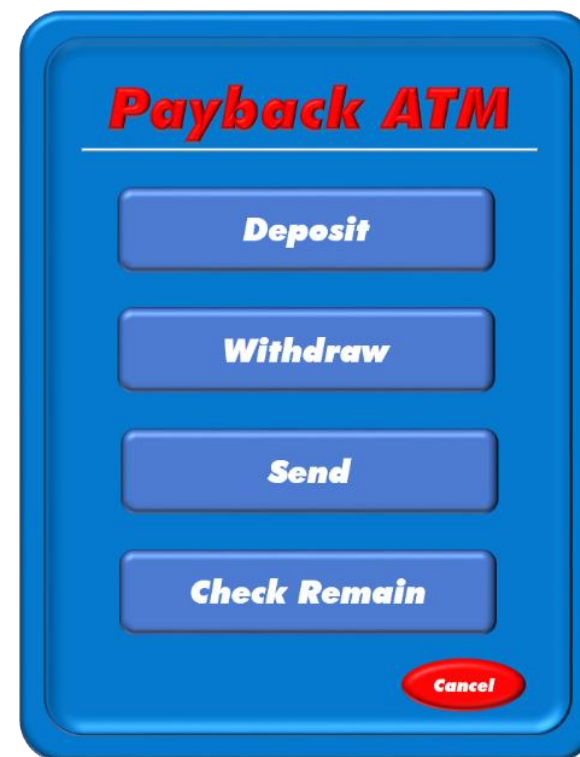 Payback ATM
Deposit
Withdraw
Send
Check Remain
Cancel